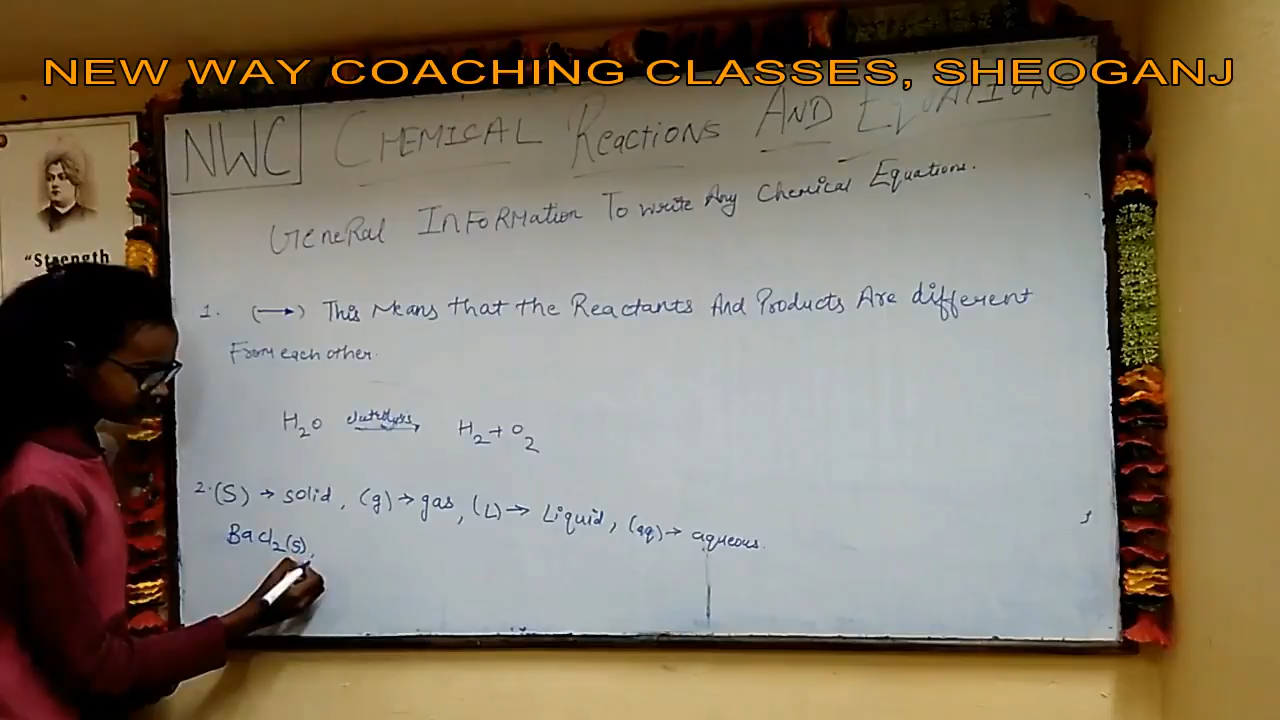 NEW WAY COACHING CLASSES, SHEOGANJ
NWC CHEMICAL Reactions AND EQUATIONS
"Strength
GENERAL INFORMATION To write Any Chemical Equations.
1. (→) This Means that the Reactants And Products Are different
From each other.
H₂O → H₂ + O₂
2. (S) → solid, (g) → gas, (L) → Liquid, (aq) → aqueous.
BaCl₂(S),